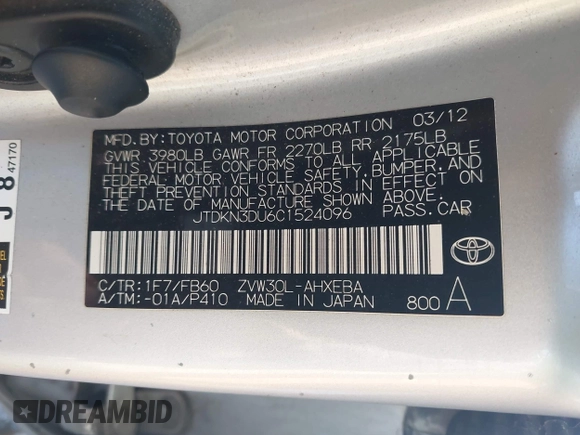 MFD. BY: TOYOTA MOTOR CORPORATION 03/12
GVWR 3980LB GAWR FR 2270LB RR 2175LB
THIS VEHICLE CONFORMS TO ALL APPLICABLE
FEDERAL MOTOR VEHICLE SAFETY, BUMPER, AND
THEFT PREVENTION STANDARDS IN EFFECT
ON THE DATE OF MANUFACTURE SHOWN ABOVE.
JTDKN3DU6C1524096 PASS.CAR
C/TR: 1F7/FB60 ZVW30L-AHXEBA
A/TM: -01A/P410 MADE IN JAPAN 800 A
J 8 47170
DREAMBID